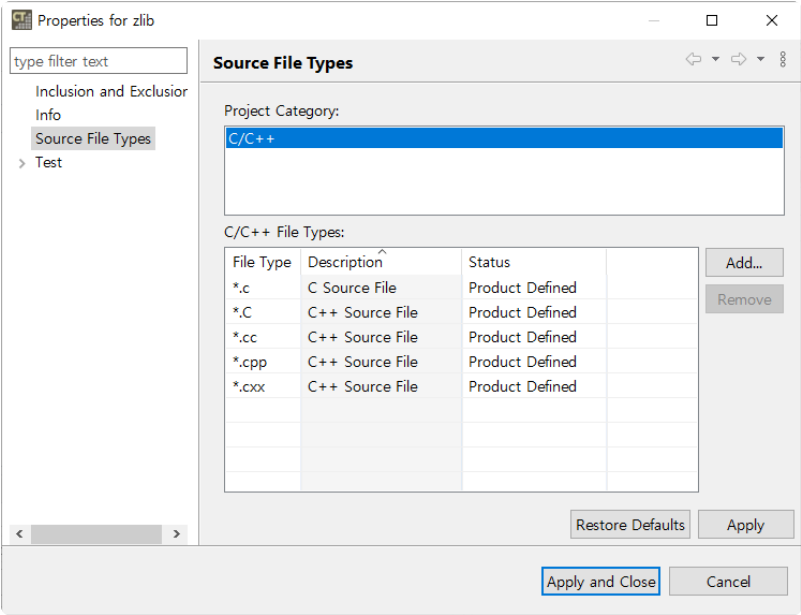 CT
Properties for zlib
type filter text
Inclusion and Exclusior
Info
Source File Types
Test
Source File Types
Project Category:
C/C++
C/C++ File Types:
File Type Description Status
*.c C Source File Product Defined
*.C C++ Source File Product Defined
*.cc C++ Source File Product Defined
*.cpp C++ Source File Product Defined
*.cxx C++ Source File Product Defined
Add...
Remove
Restore Defaults Apply
Apply and Close Cancel